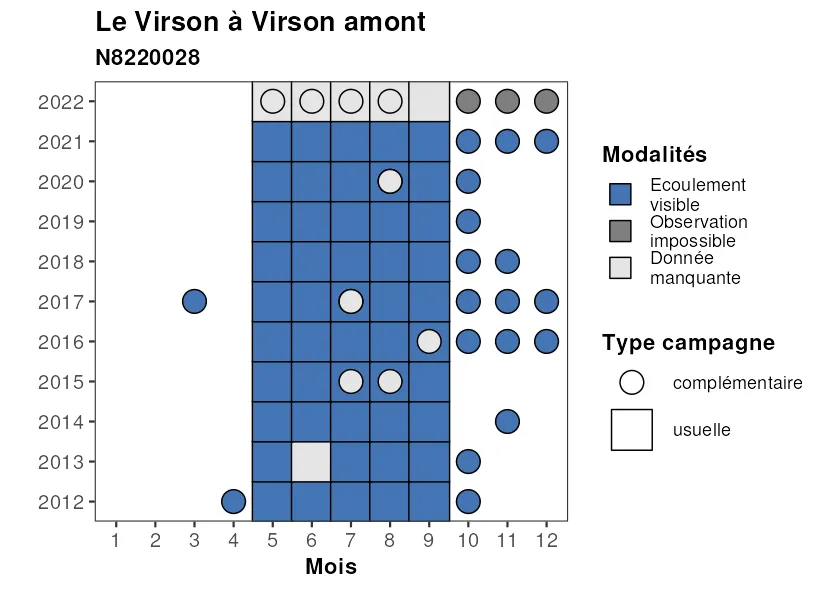 Le Virson à Virson amont
N8220028
2022
2021
2020
2019
2018
2017
2016
2015
2014
2013
2012
1 2 3 4 5 6 7 8 9 10 11 12
Mois
Modalités
Ecoulement
visible
Observation
impossible
Donnée
manquante
Type campagne
complémentaire
usuelle